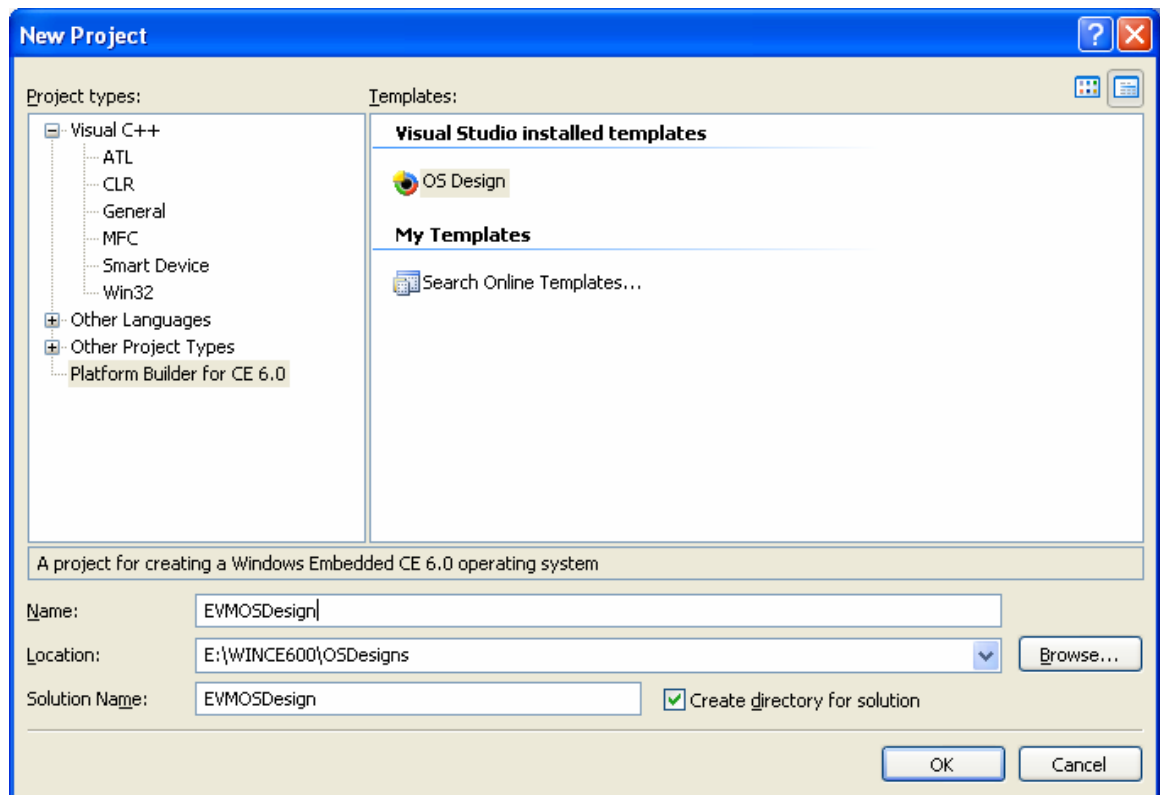 New Project
Project types:
Templates:
Visual C++
ATL
CLR
General
MFC
Smart Device
Win32
Other Languages
Other Project Types
Platform Builder for CE 6.0
Visual Studio installed templates
OS Design
My Templates
Search Online Templates...
A project for creating a Windows Embedded CE 6.0 operating system
Name:
EVMOSDesign
Location:
E:\WINCE600\OSDesigns
Browse...
Solution Name:
EVMOSDesign
Create directory for solution
OK
Cancel